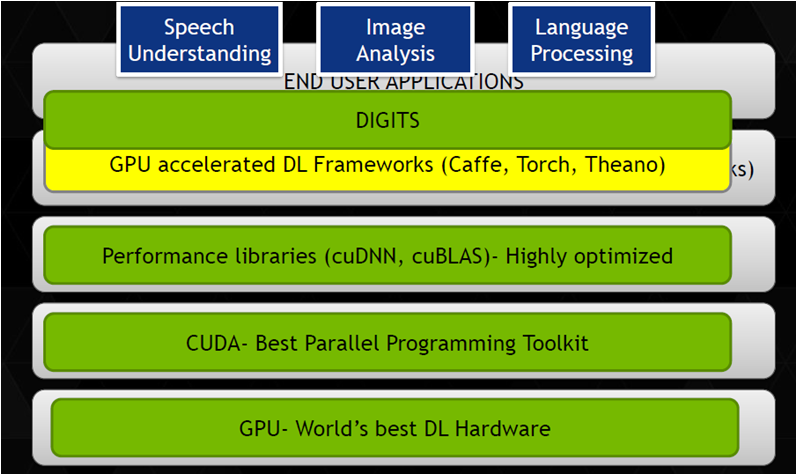 Speech
Understanding
Image
Analysis
Language
Processing
END USER APPLICATIONS
DIGITS
GPU accelerated DL Frameworks (Caffe, Torch, Theano)
ks)
Performance libraries (cuDNN, cuBLAS)- Highly optimized
CUDA- Best Parallel Programming Toolkit
GPU- World’s best DL Hardware